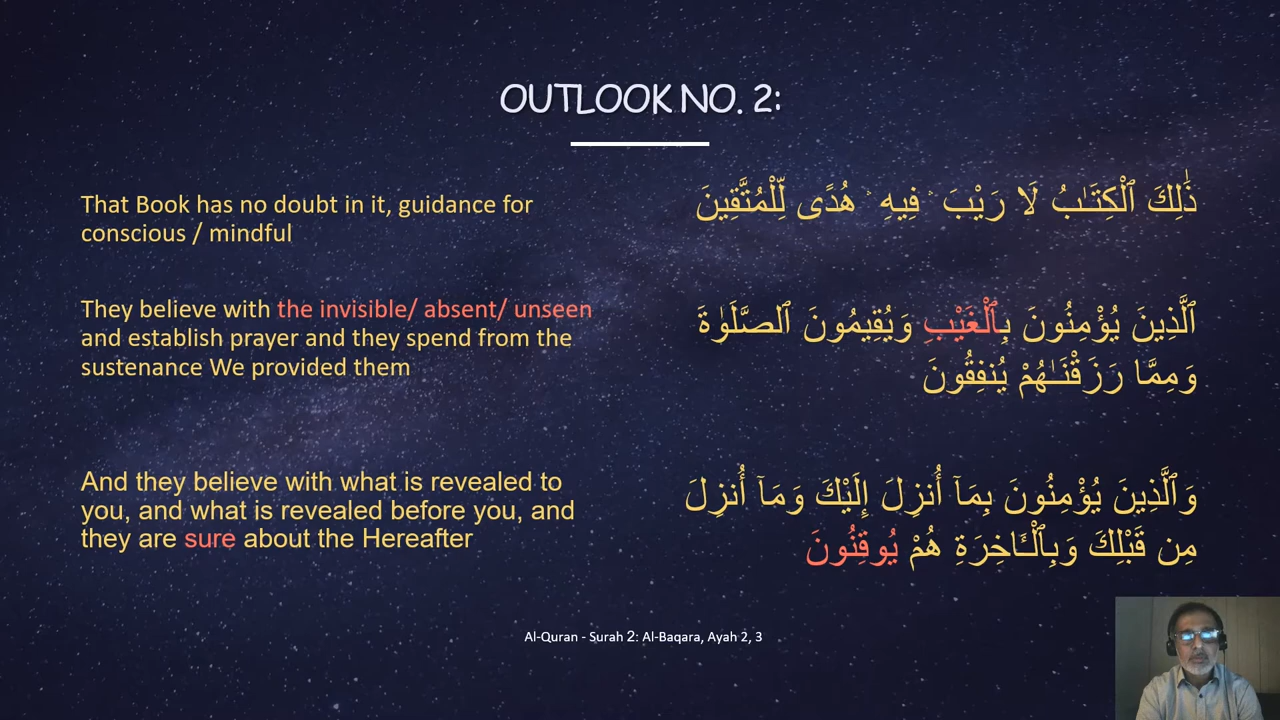 OUTLOOK NO. 2:
That Book has no doubt in it, guidance for
conscious / mindful
ذَٰلِكَ ٱلْكِتَـٰبُ لَا رَيْبَ ۛ فِيهِ ۛ هُدًى لِّلْمُتَّقِينَ
They believe with the invisible/ absent/ unseen
and establish prayer and they spend from the
sustenance We provided them
ٱلَّذِينَ يُؤْمِنُونَ بِٱلْغَيْبِ وَيُقِيمُونَ ٱلصَّلَوٰةَ
وَمِمَّا رَزَقْنَـٰهُمْ يُنفِقُونَ
And they believe with what is revealed to
you, and what is revealed before you, and
they are sure about the Hereafter
وَٱلَّذِينَ يُؤْمِنُونَ بِمَآ أُنزِلَ إِلَيْكَ وَمَآ أُنزِلَ
مِن قَبْلِكَ وَبِٱلْـَٔاخِرَةِ هُمْ يُوقِنُونَ
Al-Quran - Surah 2: Al-Baqara, Ayah 2, 3